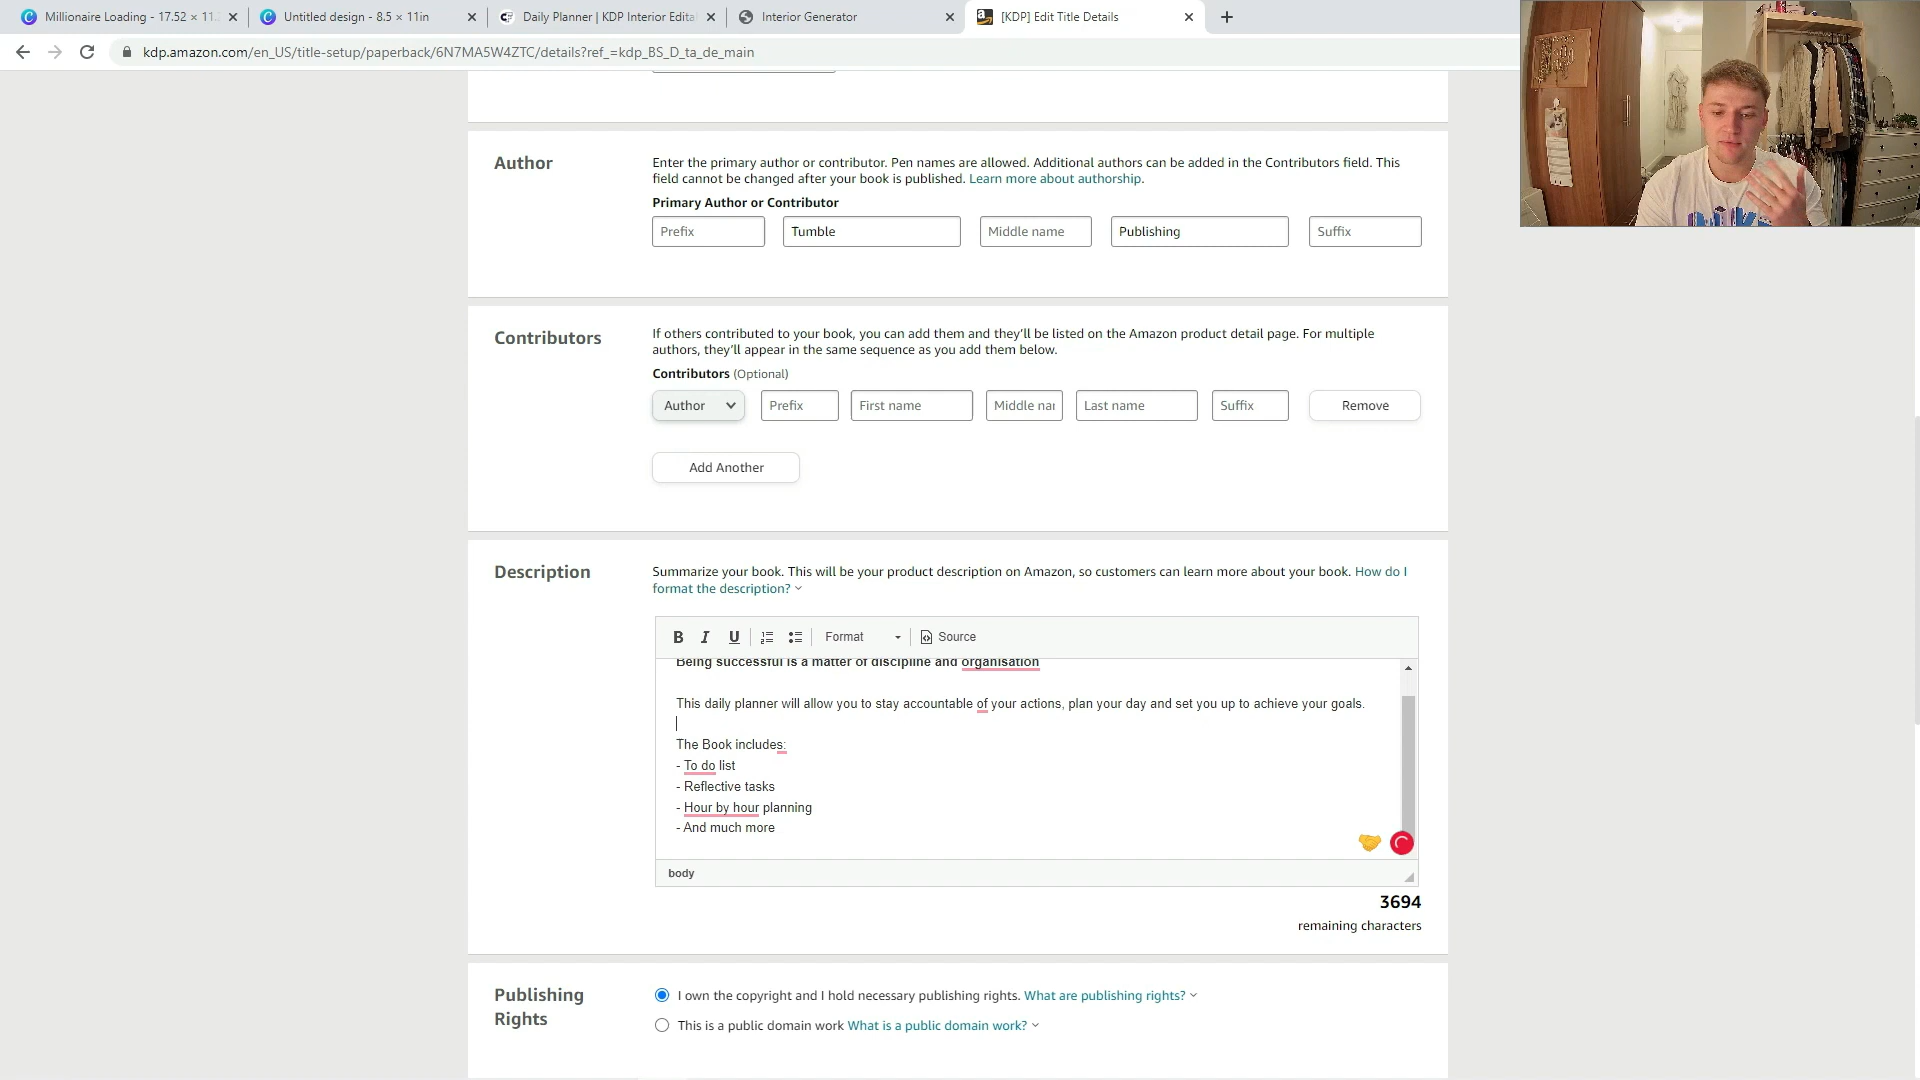 Millionaire Loading - 17.52 × 11.
Untitled design - 8.5 × 11in
Daily Planner | KDP Interior Edita
Interior Generator
[KDP] Edit Title Details
kdp.amazon.com/en_US/title-setup/paperback/6N7MA5W4ZTC/details?ref_=kdp_BS_D_ta_de_main
Author
Enter the primary author or contributor. Pen names are allowed. Additional authors can be added in the Contributors field. This
field cannot be changed after your book is published. Learn more about authorship.
Primary Author or Contributor
Prefix Tumble Middle name Publishing Suffix
Contributors
If others contributed to your book, you can add them and they'll be listed on the Amazon product detail page. For multiple
authors, they'll appear in the same sequence as you add them below.
Contributors (Optional)
Author Prefix First name Middle nai Last name Suffix Remove
Add Another
Description
Summarize your book. This will be your product description on Amazon, so customers can learn more about your book. How do I
format the description?
B I U Format Source
Being successful is a matter of discipline and organisation
This daily planner will allow you to stay accountable of your actions, plan your day and set you up to achieve your goals.
The Book includes:
- To do list
- Reflective tasks
- Hour by hour planning
- And much more
body
3694
remaining characters
Publishing
Rights
I own the copyright and I hold necessary publishing rights. What are publishing rights?
This is a public domain work What is a public domain work?